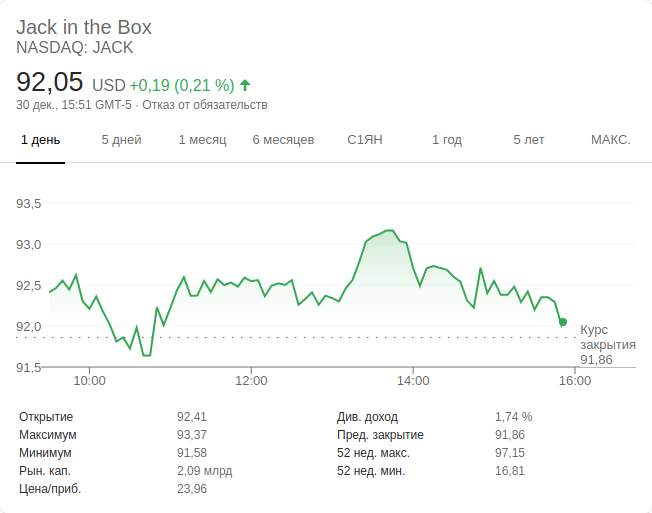 Jack in the Box
NASDAQ: JACK
92,05 USD +0,19 (0,21 %)
30 дек., 15:51 GMT-5 · Отказ от обязательств
1 день 5 дней 1 месяц 6 месяцев С1ЯН 1 год 5 лет МАКС.
93,5
93,0
92,5
92,0
91,5
Курс
закрытия
91,86
10:00 12:00 14:00 16:00
Открытие 92,41 Див. доход 1,74 %
Максимум 93,37 Пред. закрытие 91,86
Минимум 91,58 52 нед. макс. 97,15
Рын. кап. 2,09 млрд 52 нед. мин. 16,81
Цена/приб. 23,96